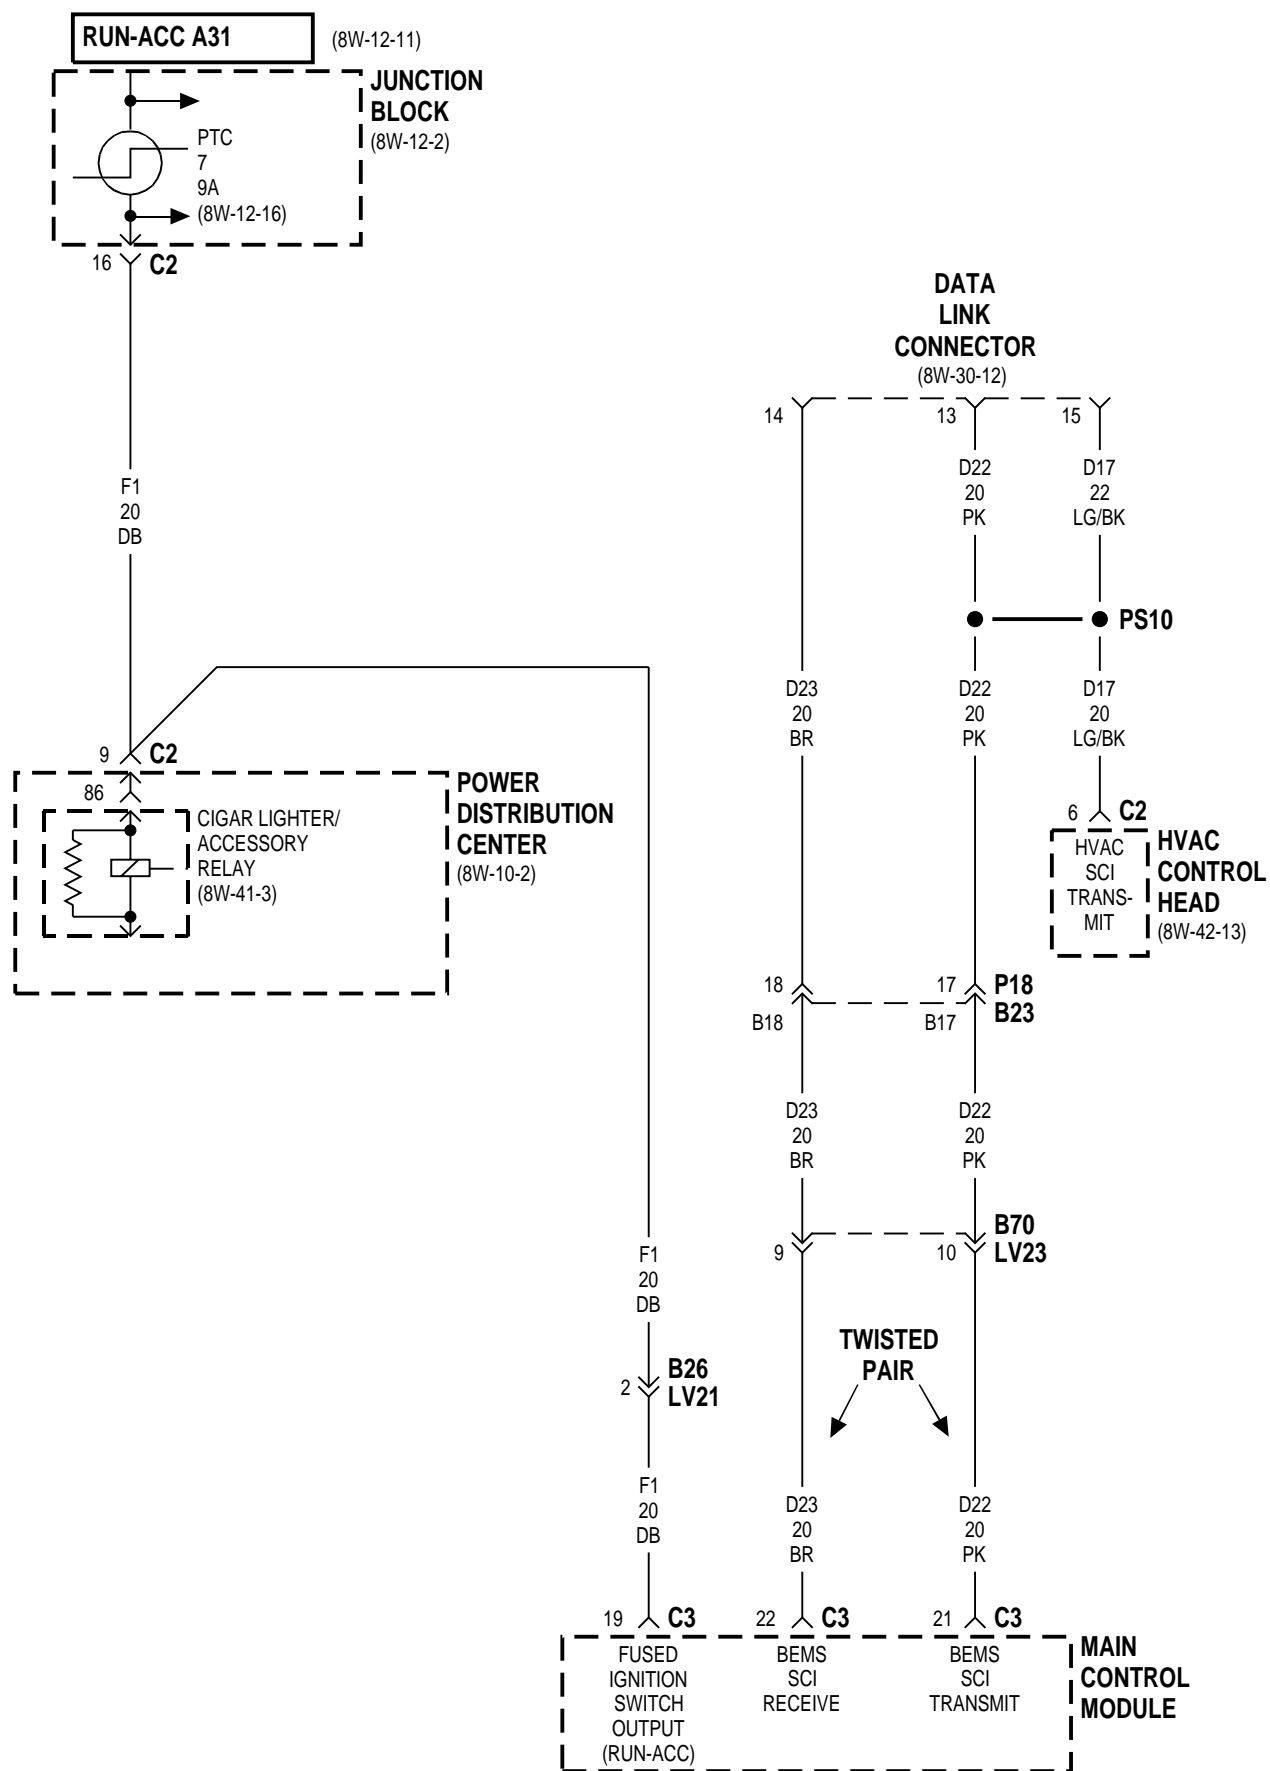 RUN-ACC A31
(8W-12-11)
JUNCTION
BLOCK
(8W-12-2)
PTC
7
9A
(8W-12-16)
16
C2
F1
20
DB
9
C2
86
CIGAR LIGHTER/
ACCESSORY
RELAY
(8W-41-3)
POWER
DISTRIBUTION
CENTER
(8W-10-2)
DATA
LINK
CONNECTOR
(8W-30-12)
14
13
15
D22
20
PK
D17
22
LG/BK
PS10
D23
20
BR
D22
20
PK
D17
20
LG/BK
6
C2
HVAC
SCI
TRANS-
MIT
HVAC
CONTROL
HEAD
(8W-42-13)
18
17
P18
B18
B17
B23
D23
20
BR
D22
20
PK
9
10
B70
LV23
F1
20
DB
TWISTED
PAIR
2
B26
LV21
F1
20
DB
D23
20
BR
D22
20
PK
19
C3
22
C3
21
C3
FUSED
IGNITION
SWITCH
OUTPUT
(RUN-ACC)
BEMS
SCI
RECEIVE
BEMS
SCI
TRANSMIT
MAIN
CONTROL
MODULE